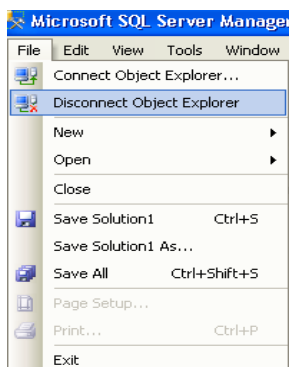 Microsoft SQL Server Manage
File Edit View Tools Window
Connect Object Explorer...
Disconnect Object Explorer
New
Open
Close
Save Solution1 Ctrl+S
Save Solution1 As...
Save All Ctrl+Shift+S
Page Setup...
Print... Ctrl+P
Exit